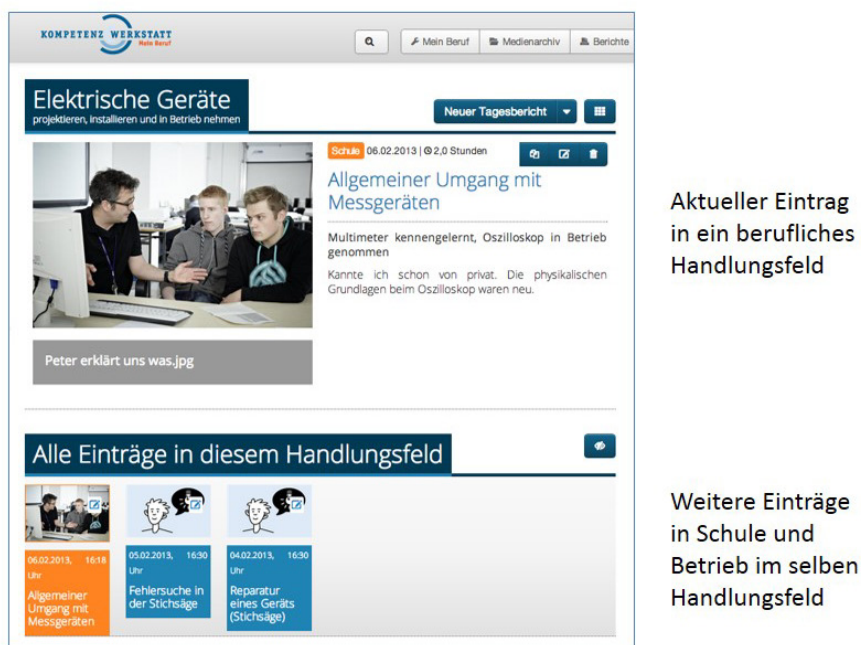 KOMPETENZ WERKSTATT
Mein Beruf
Mein Beruf
Medienarchiv
Berichte
Elektrische Geräte
projektieren, installieren und in Betrieb nehmen
Neuer Tagesbericht
Schule 06.02.2013 | 2,0 Stunden
Allgemeiner Umgang mit
Messgeräten
Multimeter kennengelernt, Oszilloskop in Betrieb
genommen
Kannte ich schon von privat. Die physikalischen
Grundlagen beim Oszilloskop waren neu.
Peter erklärt uns was.jpg
Aktueller Eintrag
in ein berufliches
Handlungsfeld
Alle Einträge in diesem Handlungsfeld
06.02.2013, 16:18
Uhr
Allgemeiner
Umgang mit
Messgeräten
05.02.2013, 16:30
Uhr
Fehlersuche in
der Stichsäge
04.02.2013, 16:30
Uhr
Reparatur
eines Geräts
(Stichsäge)
Weitere Einträge
in Schule und
Betrieb im selben
Handlungsfeld